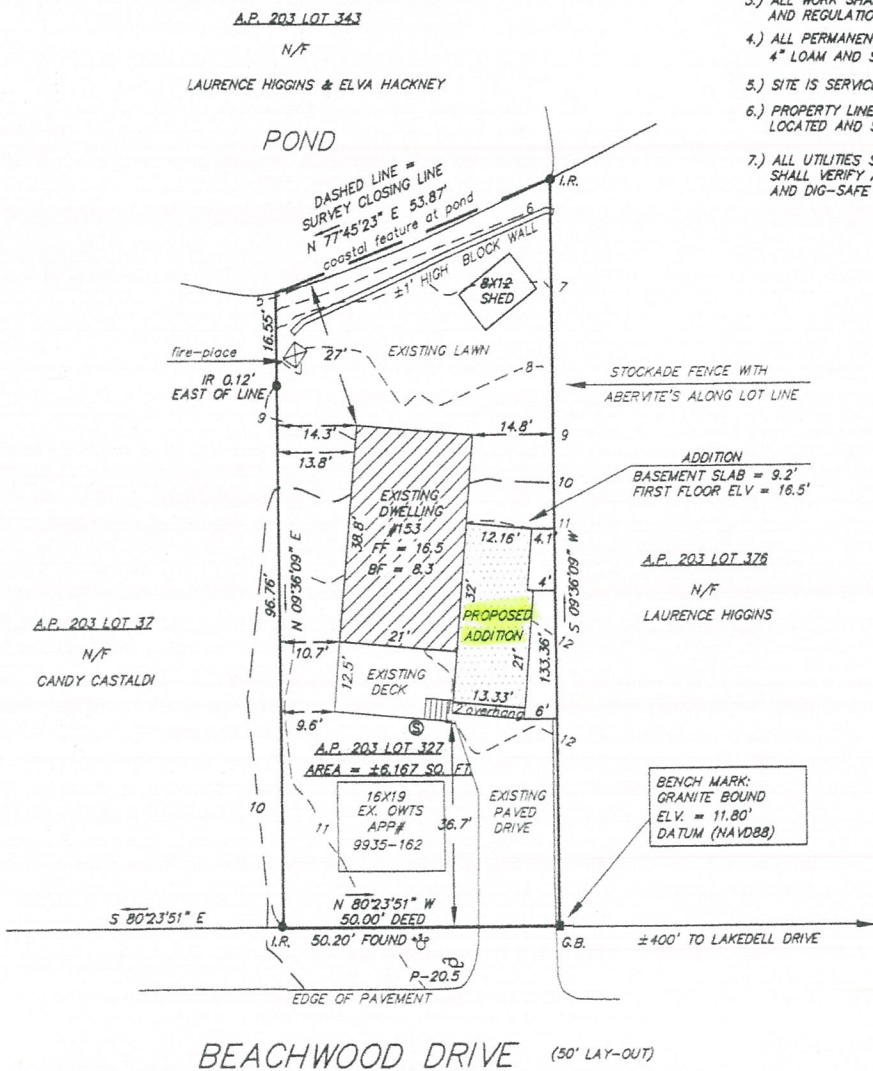 A.P. 203 LOT 343
N/F
LAURENCE HIGGINS & ELVA HACKNEY
3.) ALL WORK SHA
AND REGULATIO
4.) ALL PERMANEN
4" LOAM AND S
5.) SITE IS SERVIC
6.) PROPERTY LINE
LOCATED AND S
7.) ALL UTILITIES S
SHALL VERIFY A
AND DIG-SAFE
POND
DASHED LINE =
SURVEY CLOSING LINE
N 77°45'23" E 53.87'
coastal feature at pond
I.R.
6
5
±1' HIGH BLOCK WALL
8X12
SHED
7
16.55'
fire-place
27'
EXISTING LAWN
8
IR 0.12'
EAST OF LINE
STOCKADE FENCE WITH
ABERVITE'S ALONG LOT LINE
9
14.3'
14.8'
9
13.8'
ADDITION
BASEMENT SLAB = 9.2'
FIRST FLOOR ELV = 16.5'
10
EXISTING
DWELLING
#153
FF = 16.5
BF = 8.3
38.8'
11
12.16'
4.1'
4'
32'
PROPOSED
ADDITION
21'
133.36'
S 09°36'09" W
12
A.P. 203 LOT 376
N/F
LAURENCE HIGGINS
96.76'
N 09°36'09" E
A.P. 203 LOT 37
N/F
CANDY CASTALDI
10.7'
21'
12.5'
EXISTING
DECK
13.33'
2' overhang
6'
9.6'
S
12
A.P. 203 LOT 327
AREA = ±6,167 SQ. FT.
16X19
EX. OWTS
APP#
9935-162
10
11
36.7'
EXISTING
PAVED
DRIVE
BENCH MARK:
GRANITE BOUND
ELV. = 11.80'
DATUM (NAVD88)
S 80°23'51" E
N 80°23'51" W
50.00' DEED
I.R.
50.20' FOUND
G.B.
±400' TO LAKEDELL DRIVE
P-20.5
EDGE OF PAVEMENT
BEACHWOOD DRIVE (50' LAY-OUT)